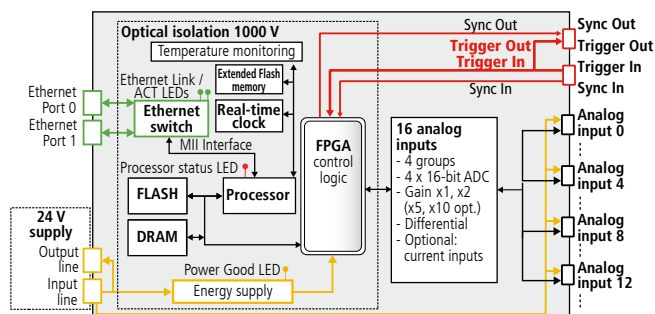 Optical isolation 1000 V
Temperature monitoring
Extended Flash
memory
Real-time
clock
Ethernet Link /
ACT LEDs
Ethernet
switch
Ethernet
Port 0
Ethernet
Port 1
MII Interface
Processor status LED
FLASH
Processor
DRAM
24 V
supply
Output
line
Input
line
Power Good LED
Energy supply
FPGA
control
logic
16 analog
inputs
- 4 groups
- 4 x 16-bit ADC
- Gain x1, x2
(x5, x10 opt.)
- Differential
- Optional:
current inputs
Sync Out
Trigger Out
Trigger In
Sync In
Sync Out
Trigger Out
Trigger In
Sync In
Analog
input 0
Analog
input 4
Analog
input 8
Analog
input 12